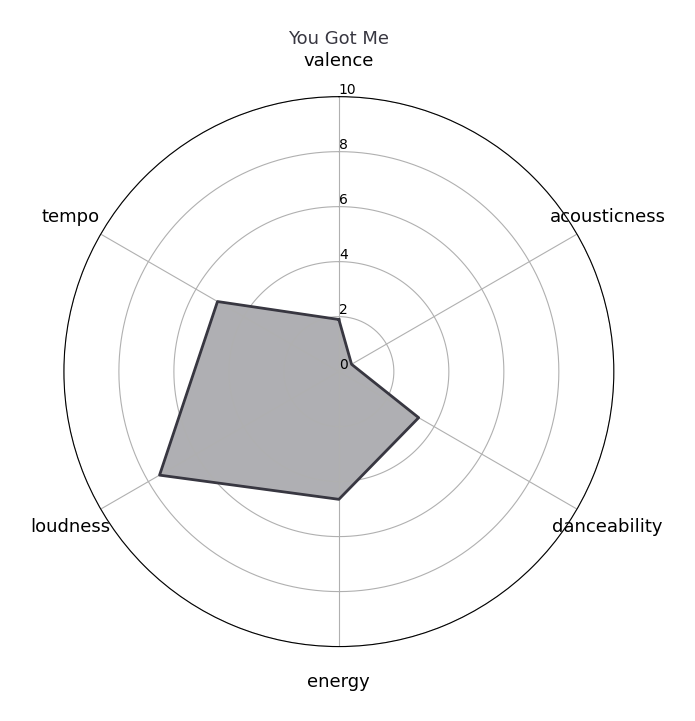 You Got Me
valence
10
8
6
4
2
0
tempo
acousticness
loudness
danceability
energy